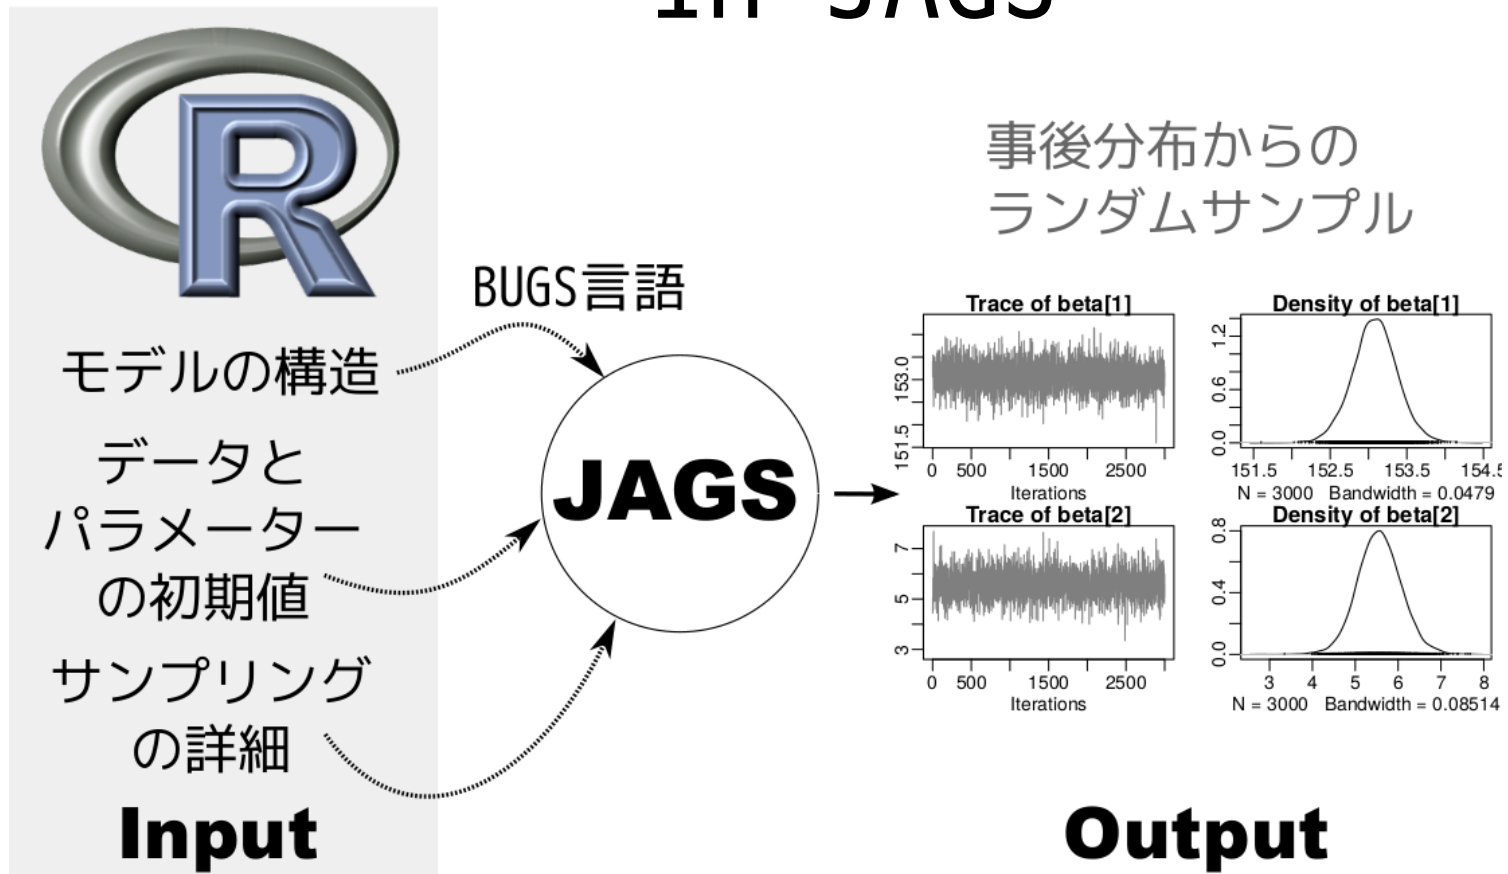 in JAGS
R
BUGS言語
モデルの構造
データと
パラメーター
の初期値
サンプリング
の詳細
Input
JAGS
事後分布からの
ランダムサンプル
Trace of beta[1]
153.0
151.5
0 500 1500 2500
Iterations
Density of beta[1]
1.2
0.6
0.0
151.5 152.5 153.5 154.5
N = 3000 Bandwidth = 0.0479
Trace of beta[2]
7
5
3
0 500 1500 2500
Iterations
Density of beta[2]
0.8
0.4
0.0
3 4 5 6 7 8
N = 3000 Bandwidth = 0.08514
Output